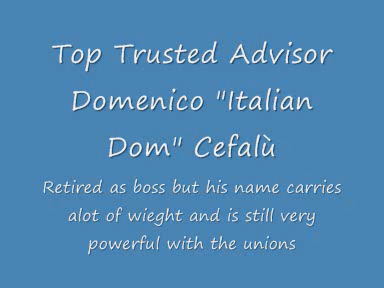 Top Trusted Advisor
Domenico "Italian
Dom" Cefalù
Retired as boss but his name carries
alot of wieght and is still very
powerful with the unions